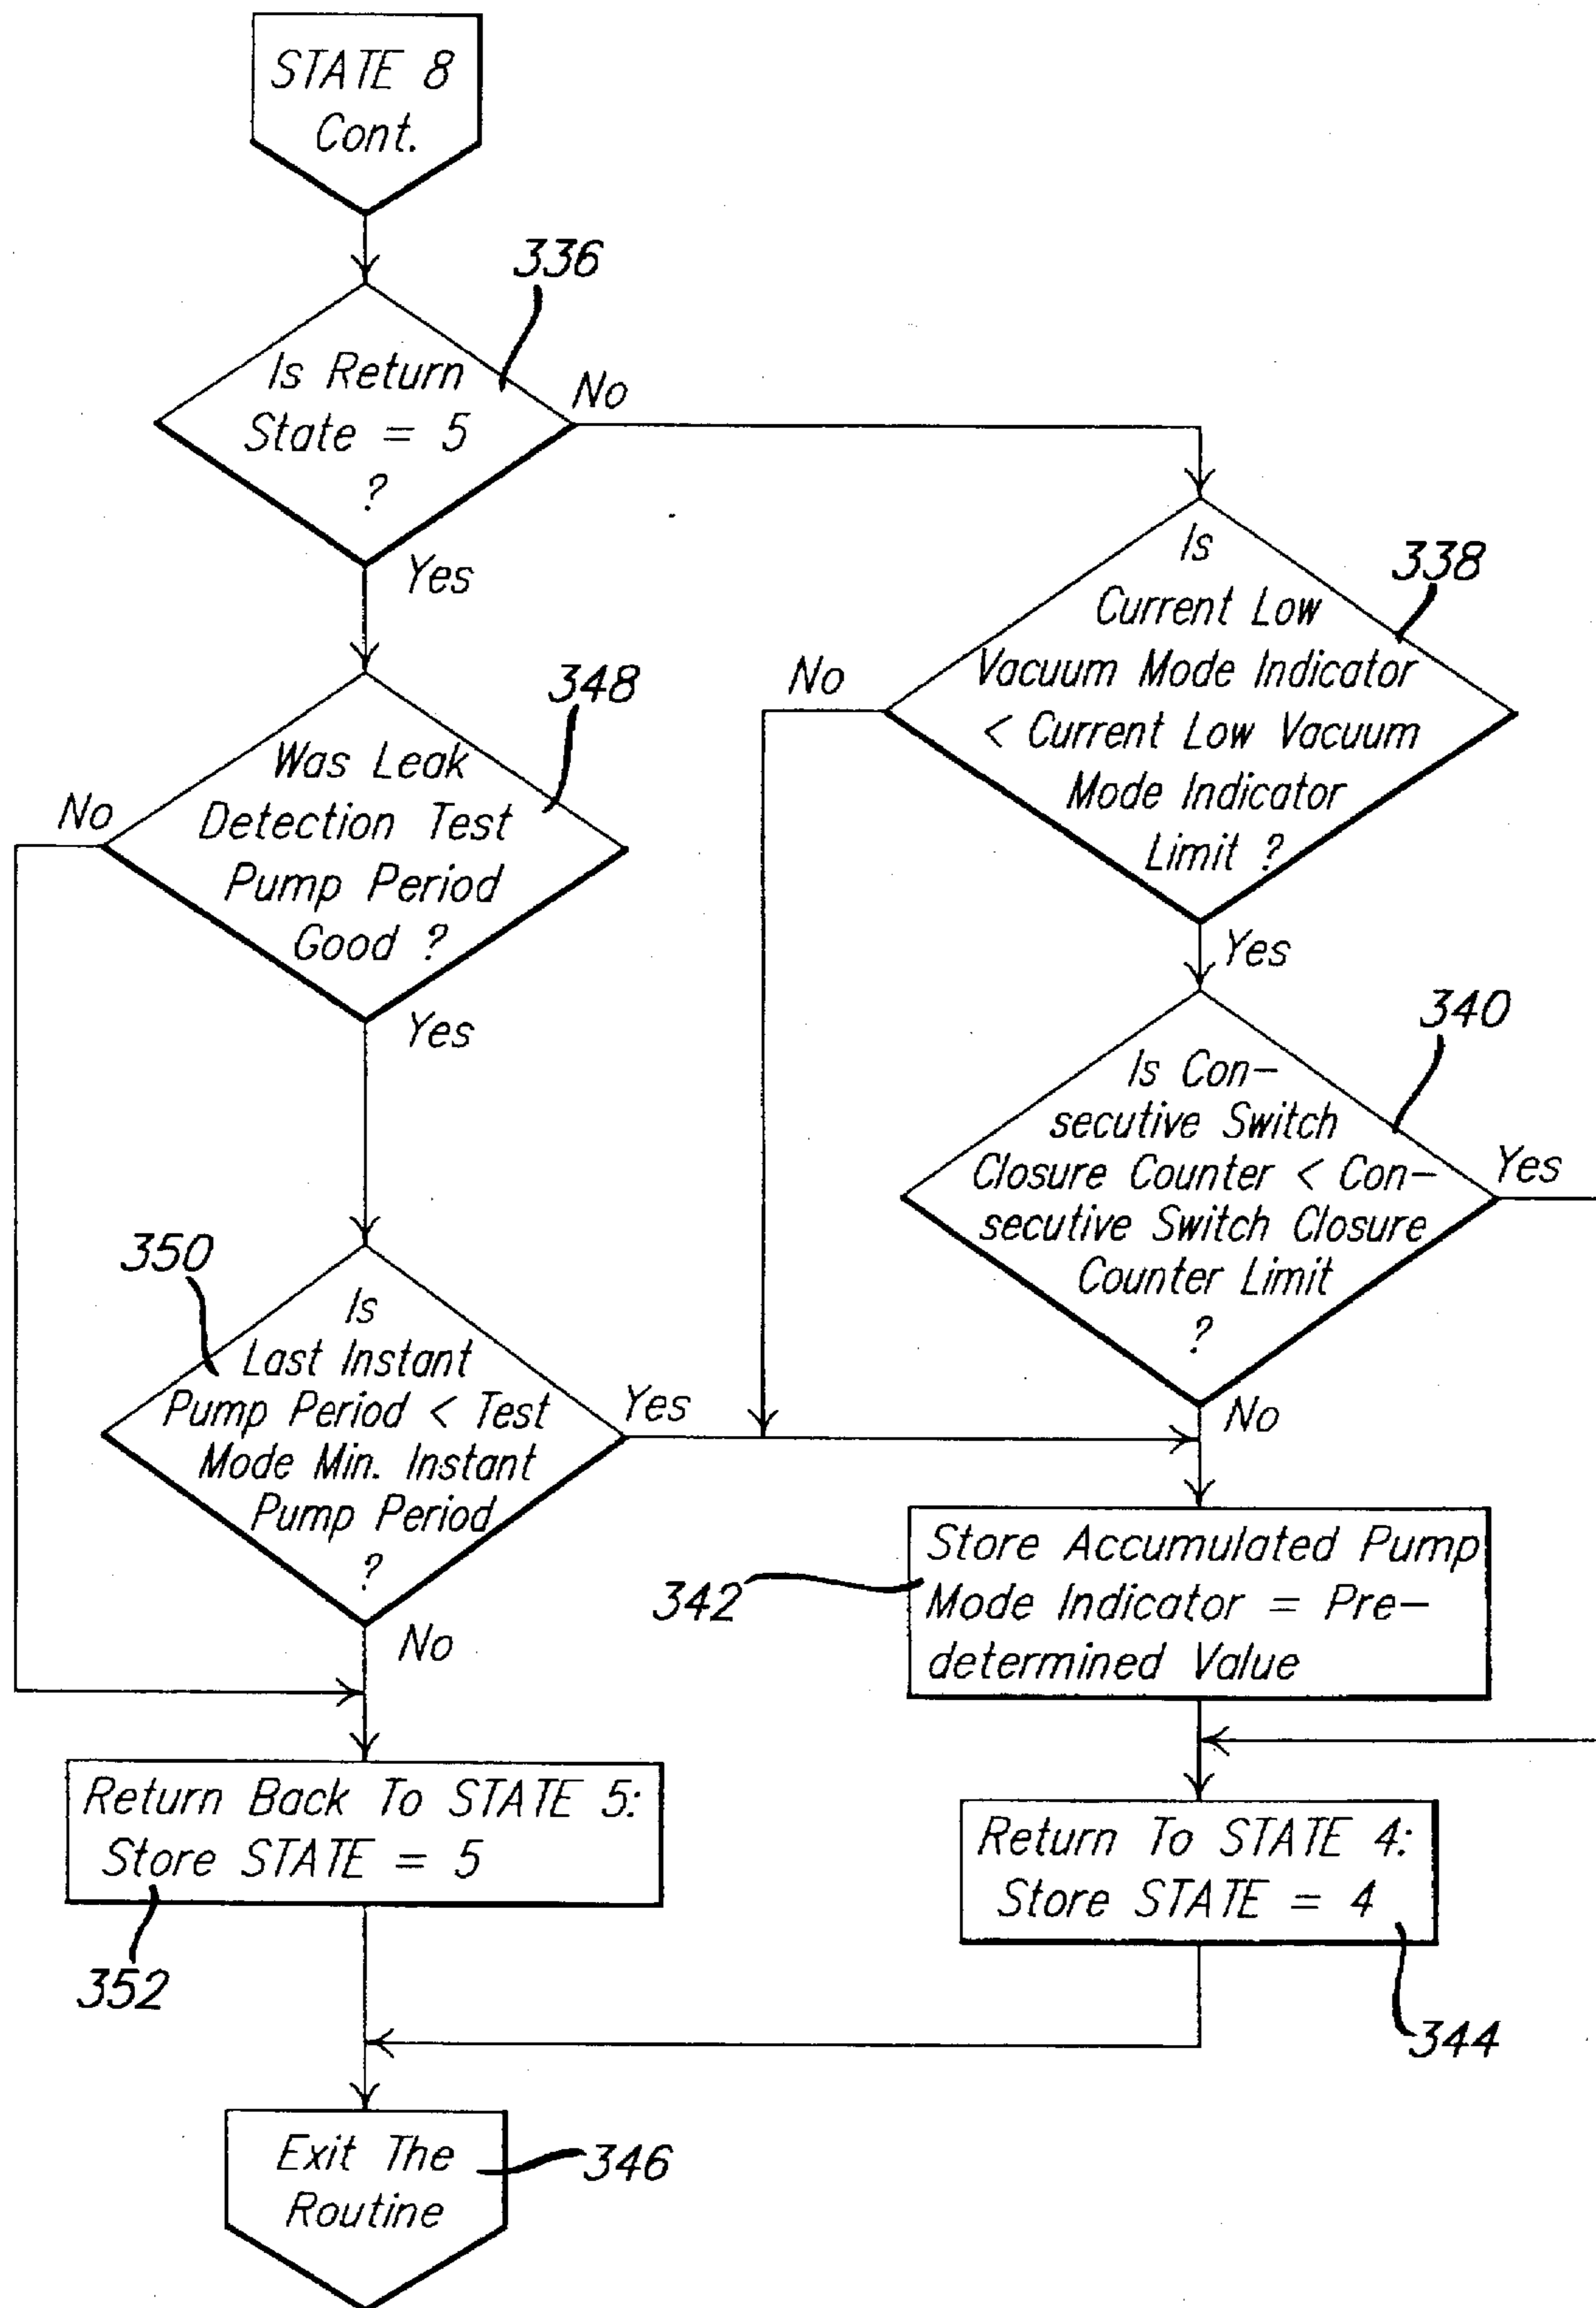 STATE 8
Cont.
336
Is Return
State = 5
?
No
Yes
338
Is
Current Low
Vacuum Mode Indicator
< Current Low Vacuum
Mode Indicator
Limit ?
No
Yes
348
Was Leak
Detection Test
Pump Period
Good ?
No
Yes
340
Is Con-
secutive Switch
Closure Counter < Con-
secutive Switch Closure
Counter Limit
?
Yes
No
350
Is
Last Instant
Pump Period < Test
Mode Min. Instant
Pump Period
?
Yes
No
342
Store Accumulated Pump
Mode Indicator = Pre-
determined Value
Return Back To STATE 5:
Store STATE = 5
352
Return To STATE 4:
Store STATE = 4
344
Exit The
Routine
346